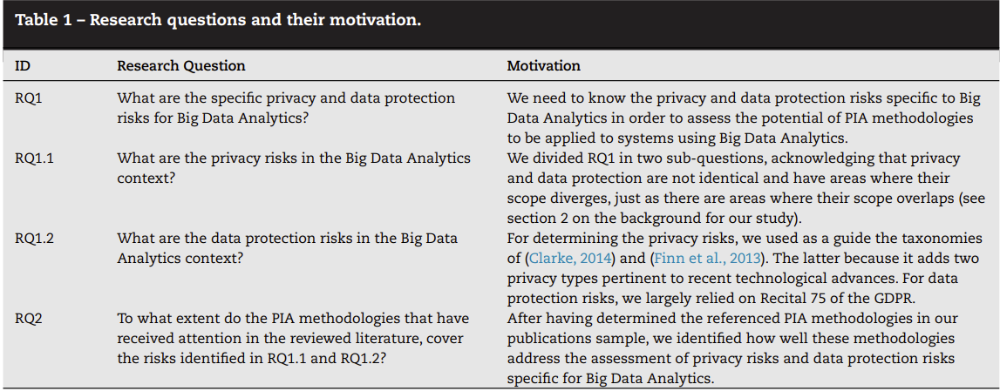 Table 1 – Research questions and their motivation.
ID Research Question Motivation
RQ1 What are the specific privacy and data protection We need to know the privacy and data protection risks specific to Big
risks for Big Data Analytics? Data Analytics in order to assess the potential of PIA methodologies
to be applied to systems using Big Data Analytics.
RQ1.1 What are the privacy risks in the Big Data Analytics We divided RQ1 in two sub-questions, acknowledging that privacy
context? and data protection are not identical and have areas where their
scope diverges, just as there are areas where their scope overlaps (see
section 2 on the background for our study).
RQ1.2 What are the data protection risks in the Big Data For determining the privacy risks, we used as a guide the taxonomies
Analytics context? of (Clarke, 2014) and (Finn et al., 2013). The latter because it adds two
privacy types pertinent to recent technological advances. For data
protection risks, we largely relied on Recital 75 of the GDPR.
RQ2 To what extent do the PIA methodologies that have After having determined the referenced PIA methodologies in our
received attention in the reviewed literature, cover publications sample, we identified how well these methodologies
the risks identified in RQ1.1 and RQ1.2? address the assessment of privacy risks and data protection risks
specific for Big Data Analytics.